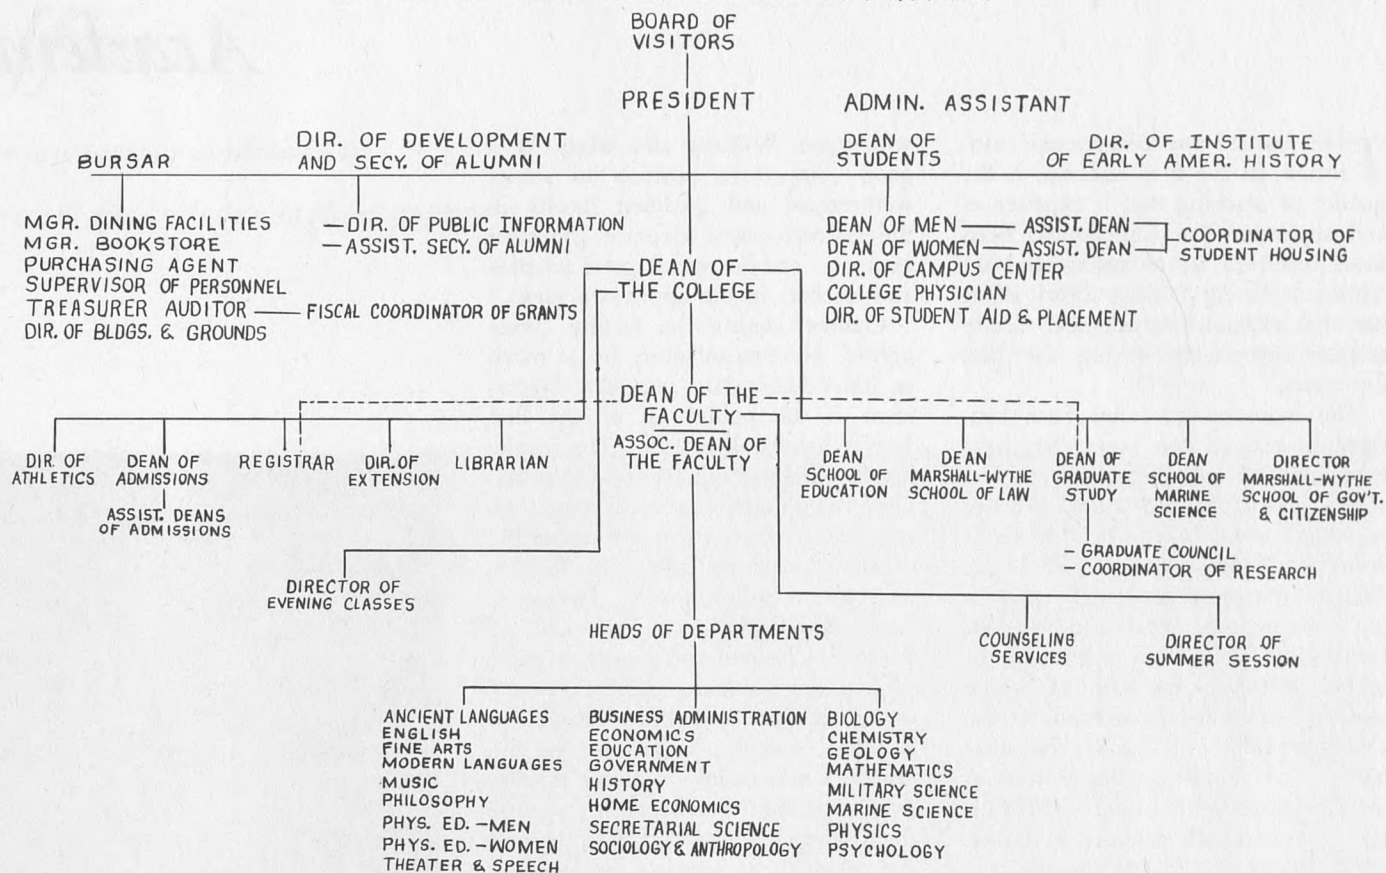 BOARD OF
VISITORS
PRESIDENT
ADMIN. ASSISTANT
BURSAR
DIR. OF DEVELOPMENT
AND SECY. OF ALUMNI
DEAN OF
STUDENTS
DIR. OF INSTITUTE
OF EARLY AMER. HISTORY
MGR. DINING FACILITIES
MGR. BOOKSTORE
PURCHASING AGENT
SUPERVISOR OF PERSONNEL
TREASURER AUDITOR — FISCAL COORDINATOR OF GRANTS
DIR. OF BLDGS. & GROUNDS
– DIR. OF PUBLIC INFORMATION
– ASSIST. SECY. OF ALUMNI
DEAN OF MEN — ASSIST. DEAN
DEAN OF WOMEN — ASSIST. DEAN
COORDINATOR OF
STUDENT HOUSING
DIR. OF CAMPUS CENTER
COLLEGE PHYSICIAN
DIR. OF STUDENT AID & PLACEMENT
DEAN OF
THE COLLEGE
DEAN OF THE
FACULTY
ASSOC. DEAN OF
THE FACULTY
DIR. OF
ATHLETICS
DEAN OF
ADMISSIONS
ASSIST. DEANS
OF ADMISSIONS
REGISTRAR
DIR. OF
EXTENSION
LIBRARIAN
DEAN
SCHOOL OF
EDUCATION
DEAN
MARSHALL-WYTHE
SCHOOL OF LAW
DEAN OF
GRADUATE
STUDY
DEAN
SCHOOL OF
MARINE
SCIENCE
DIRECTOR
MARSHALL-WYTHE
SCHOOL OF GOV'T.
& CITIZENSHIP
– GRADUATE COUNCIL
– COORDINATOR OF RESEARCH
DIRECTOR OF
EVENING CLASSES
HEADS OF DEPARTMENTS
COUNSELING
SERVICES
DIRECTOR OF
SUMMER SESSION
ANCIENT LANGUAGES
ENGLISH
FINE ARTS
MODERN LANGUAGES
MUSIC
PHILOSOPHY
PHYS. ED.-MEN
PHYS. ED.-WOMEN
THEATER & SPEECH
BUSINESS ADMINISTRATION
ECONOMICS
EDUCATION
GOVERNMENT
HISTORY
HOME ECONOMICS
SECRETARIAL SCIENCE
SOCIOLOGY & ANTHROPOLOGY
BIOLOGY
CHEMISTRY
GEOLOGY
MATHEMATICS
MILITARY SCIENCE
MARINE SCIENCE
PHYSICS
PSYCHOLOGY